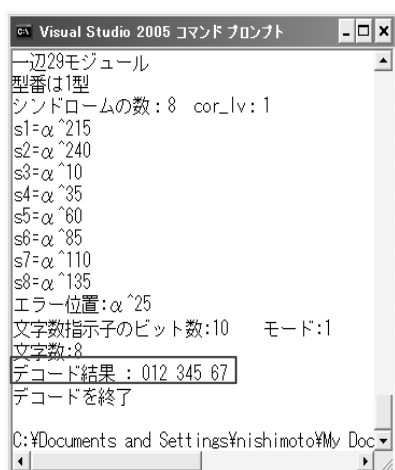 Visual Studio 2005 コマンド プロンプト
一辺29モジュール
型番は1型
シンドロームの数:8 cor_lv:1
s1=α^215
s2=α^240
s3=α^10
s4=α^35
s5=α^60
s6=α^85
s7=α^110
s8=α^135
エラー位置:α^25
文字数指示子のビット数:10 モード:1
文字数:8
デコード結果 : 012 345 67
デコードを終了
C:¥Documents and Settings¥nishimoto¥My Doc